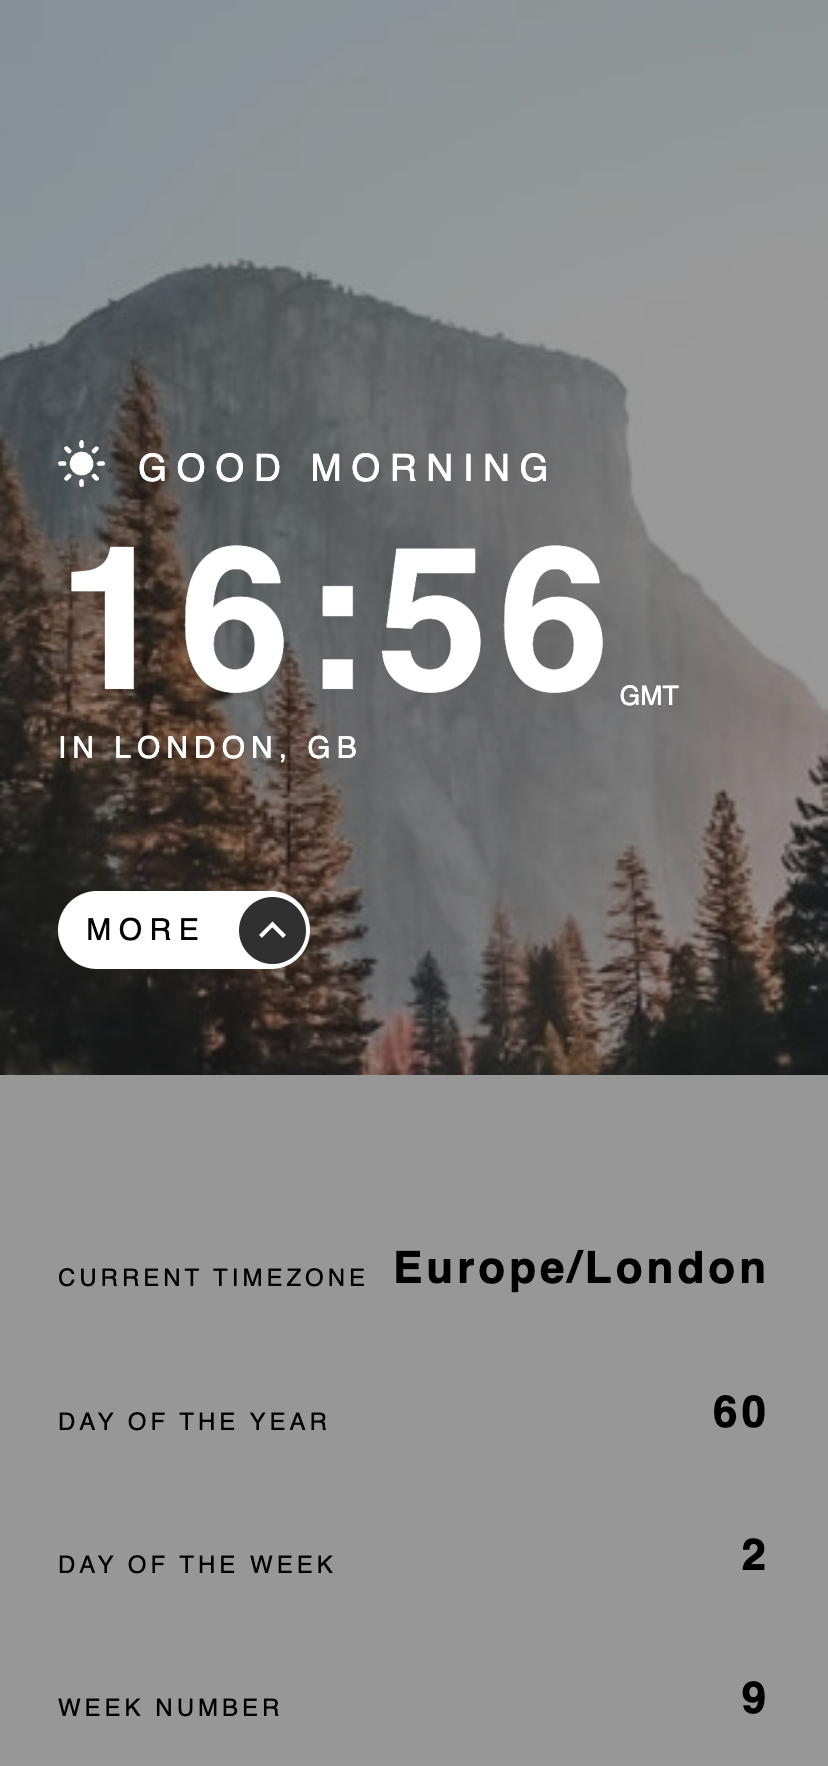 GOOD MORNING
16:56 GMT
IN LONDON, GB
MORE
CURRENT TIMEZONE Europe/London
DAY OF THE YEAR 60
DAY OF THE WEEK 2
WEEK NUMBER 9